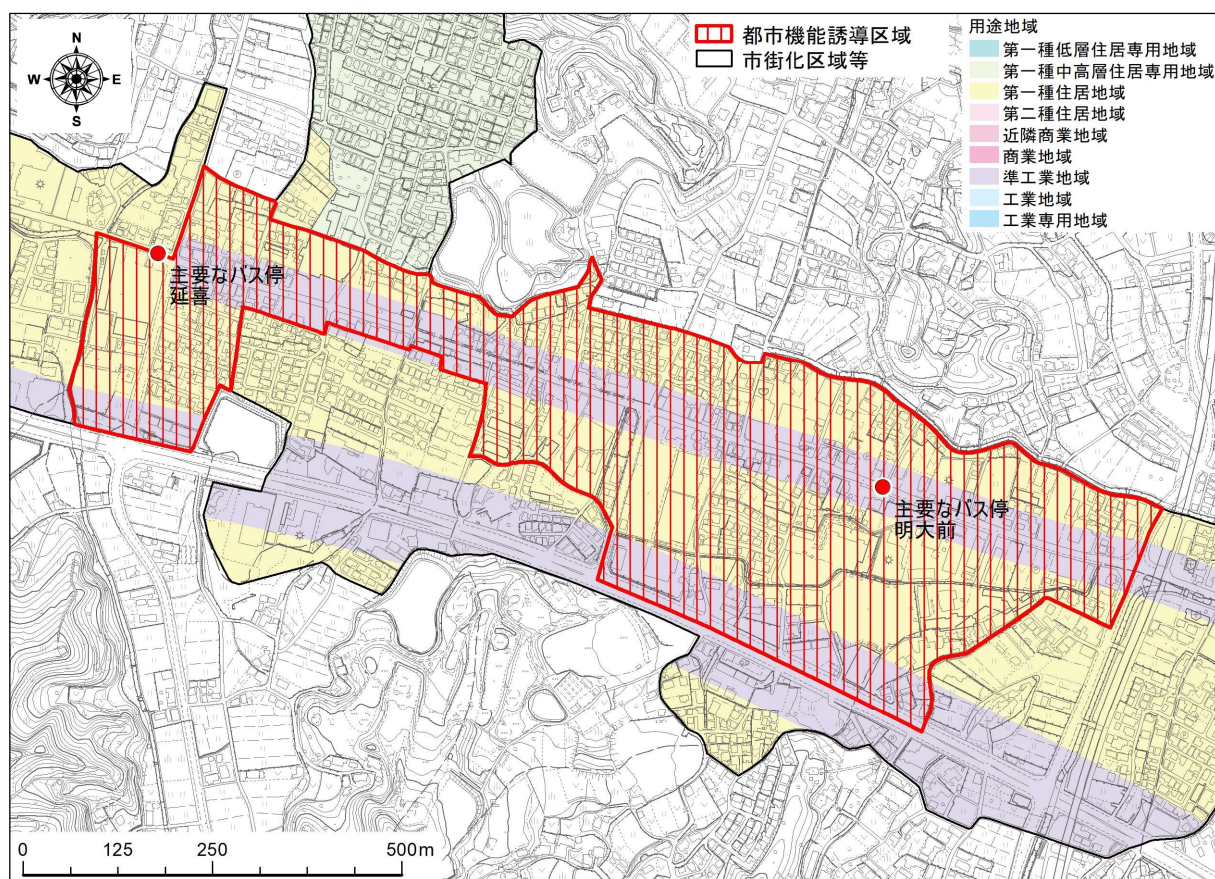 N
W E
S
都市機能誘導区域
市街化区域等
用途地域
第一種低層住居専用地域
第一種中高層住居専用地域
第一種住居地域
第二種住居地域
近隣商業地域
商業地域
準工業地域
工業地域
工業専用地域
主要なバス停
延喜
主要なバス停
明大前
0 125 250 500m